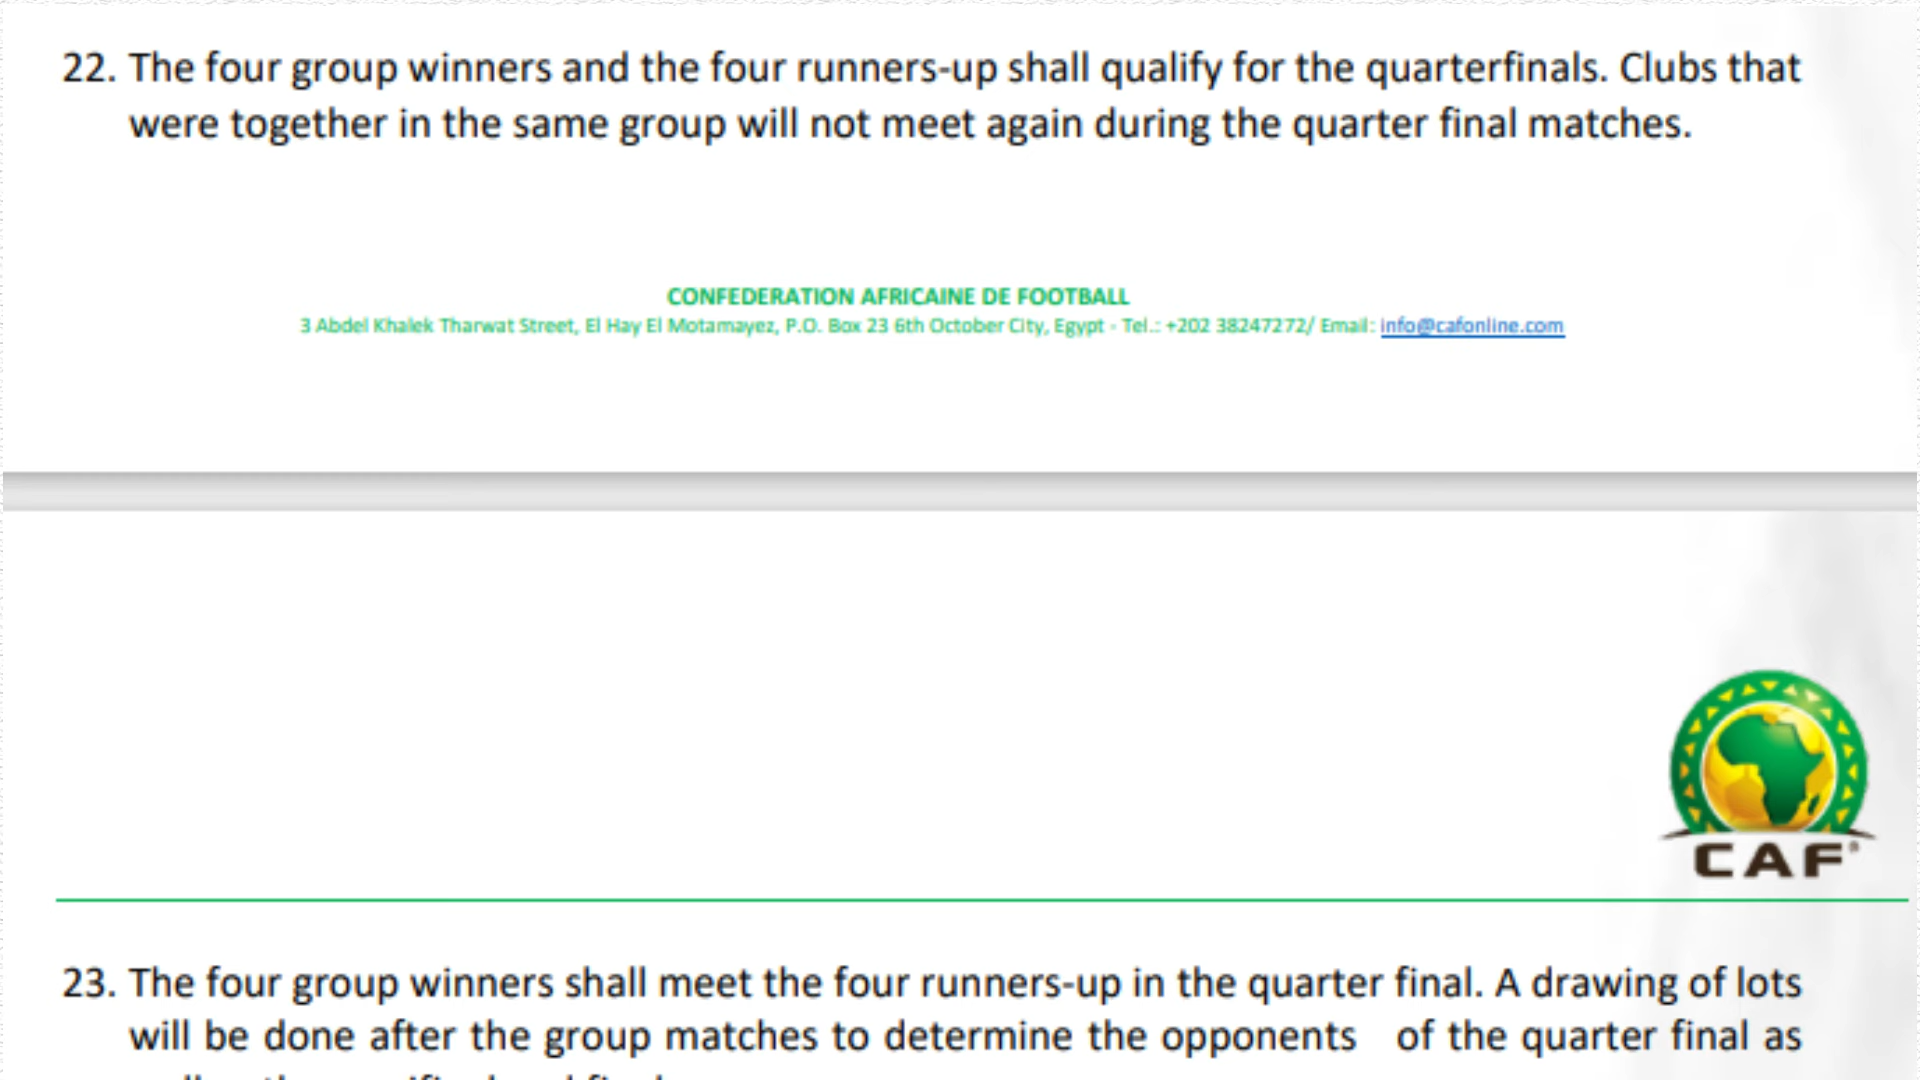 22. The four group winners and the four runners-up shall qualify for the quarterfinals. Clubs that
were together in the same group will not meet again during the quarter final matches.
CONFEDERATION AFRICAINE DE FOOTBALL
3 Abdel Khalek Tharwat Street, El Hay El Motamayez, P.O. Box 23 6th October City, Egypt - Tel.: +202 38247272/ Email: info@cafonline.com
CAF®
23. The four group winners shall meet the four runners-up in the quarter final. A drawing of lots
will be done after the group matches to determine the opponents of the quarter final as